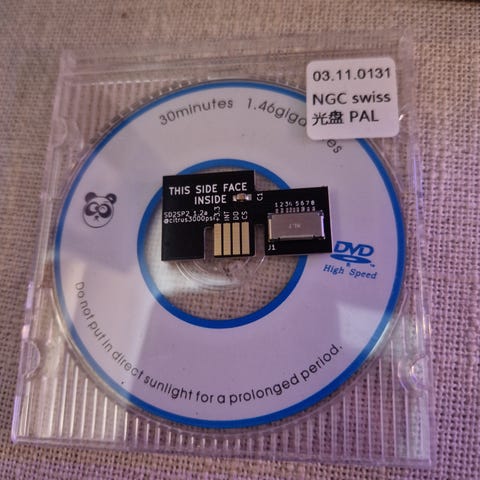 03.11.0131
NGC swiss
光盘 PAL
30minutes 1.46gig
THIS SIDE FACE
INSIDE
C1
SD2SP2 1.2a
@citrus3000psi
+3.3
INT
DO
CS
12345678
J1
DVD
R
High Speed
Do not put in direct sunlight for a prolonged period.